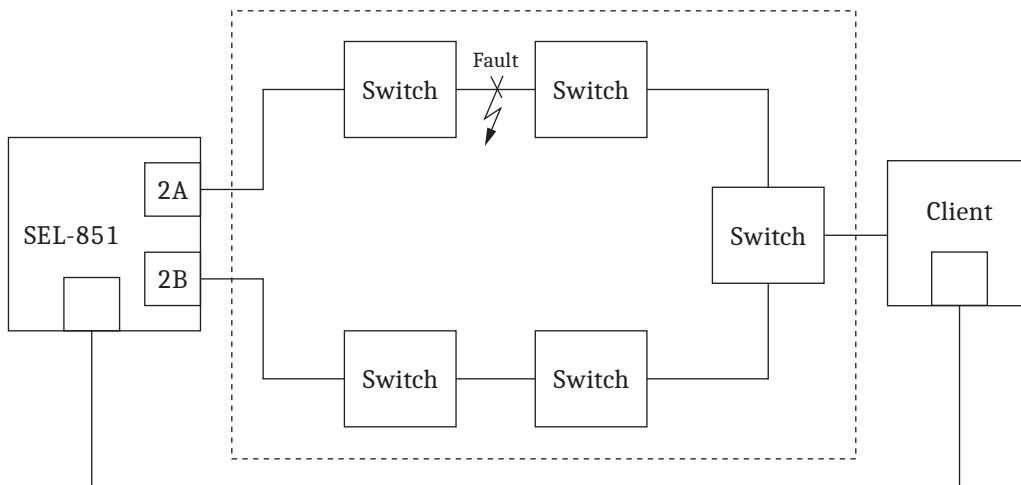 Fault
Switch
Switch
2A
SEL-851
Switch
Client
2B
Switch
Switch